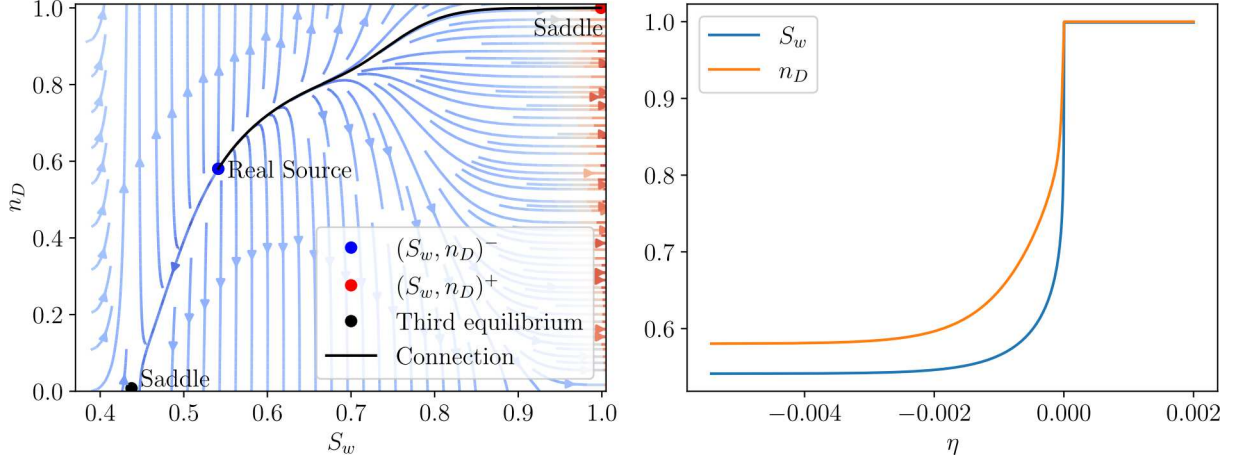 1.0
0.8
0.6
0.4
0.2
0.0
n_D
0.4 0.5 0.6 0.7 0.8 0.9 1.0
S_w
Saddle
Real Source
Saddle
(S_w, n_D)^-
(S_w, n_D)^+
Third equilibrium
Connection
1.0
0.9
0.8
0.7
0.6
S_w
n_D
−0.004 −0.002 0.000 0.002
η